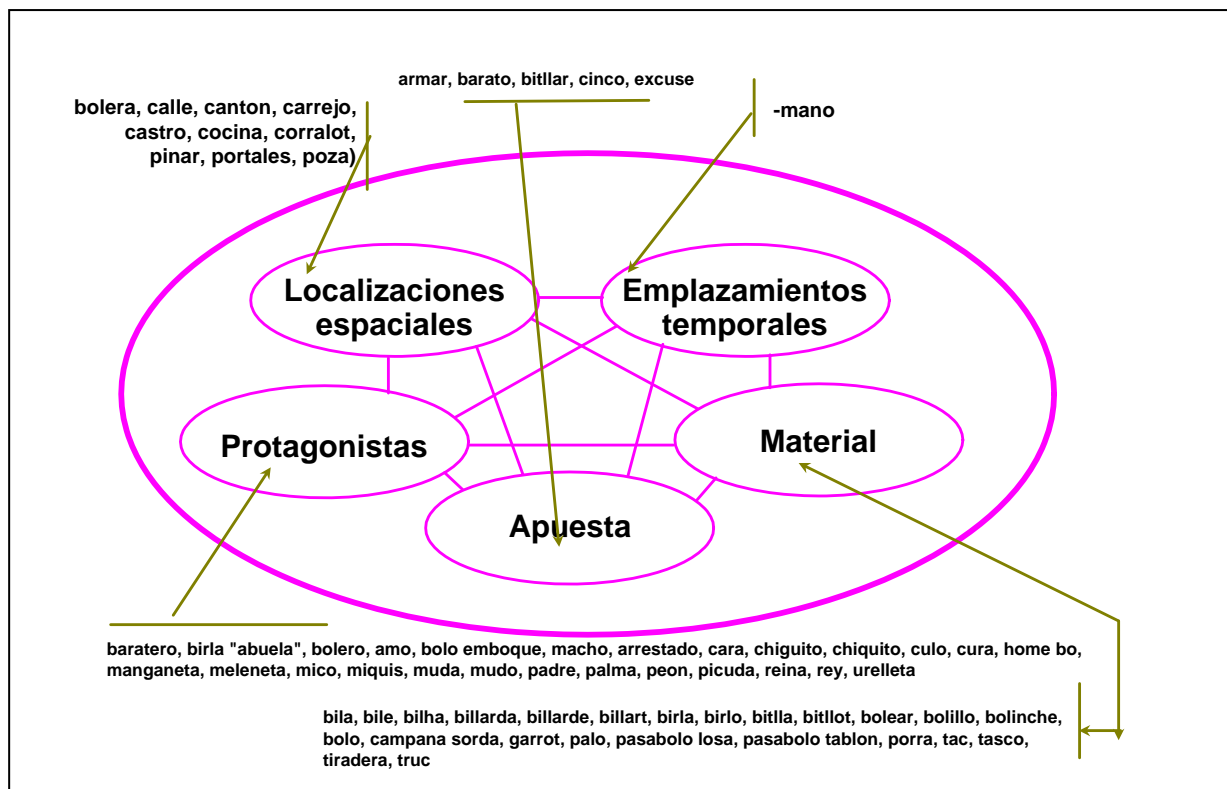 armar, barato, bitllar, cinco, excuse
bolera, calle, canton, carrejo,
castro, cocina, corralot,
pinar, portales, poza)
-mano
Localizaciones
espaciales
Emplazamientos
temporales
Protagonistas
Material
Apuesta
baratero, birla "abuela", bolero, amo, bolo emboque, macho, arrestado, cara, chiguito, chiquito, culo, cura, home bo,
manganeta, meleneta, mico, miquis, muda, mudo, padre, palma, peon, picuda, reina, rey, urelleta
bila, bile, bilha, billarda, billarde, billart, birla, birlo, bitlla, bitllot, bolear, bolillo, bolinche,
bolo, campana sorda, garrot, palo, pasabolo losa, pasabolo tablon, porra, tac, tasco,
tiradera, truc